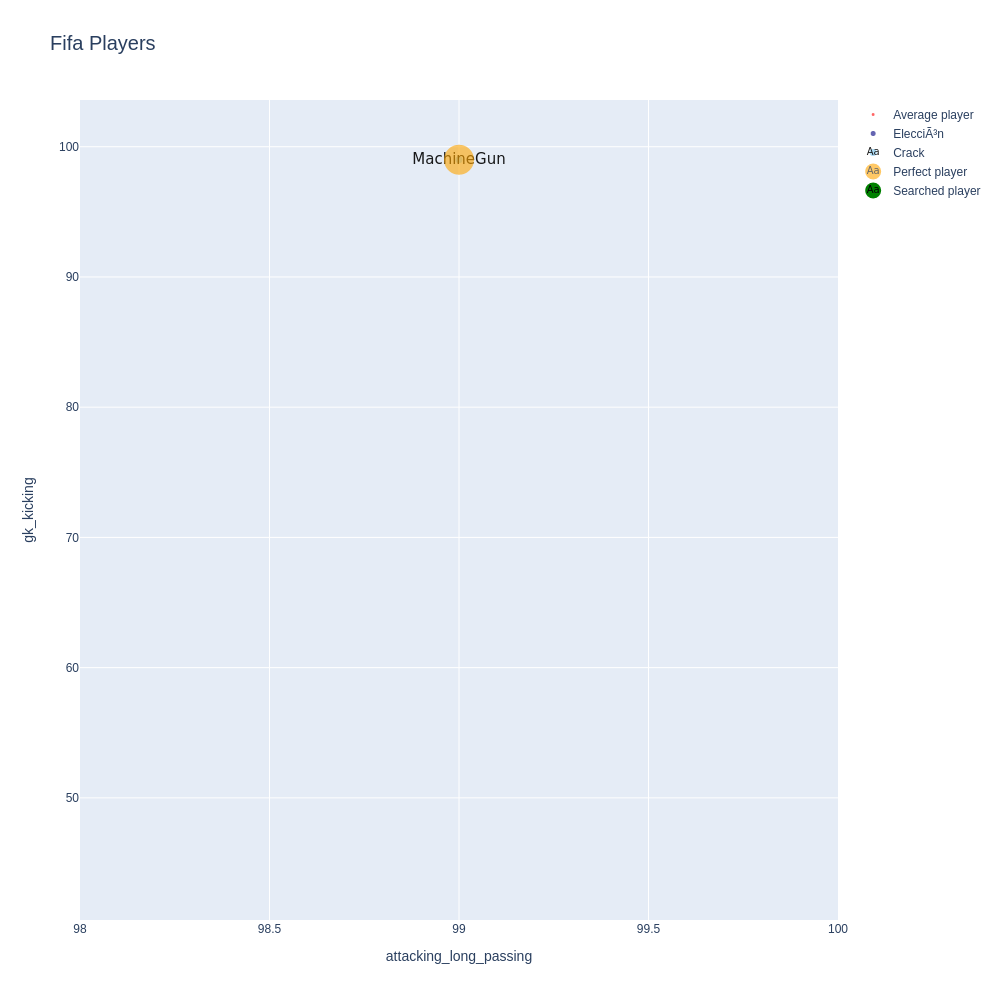 Fifa Players
Average player
ElecciÃ³n
Aa Crack
Aa Perfect player
Aa Searched player
MachineGun
100
90
80
70
60
50
gk_kicking
98 98.5 99 99.5 100
attacking_long_passing